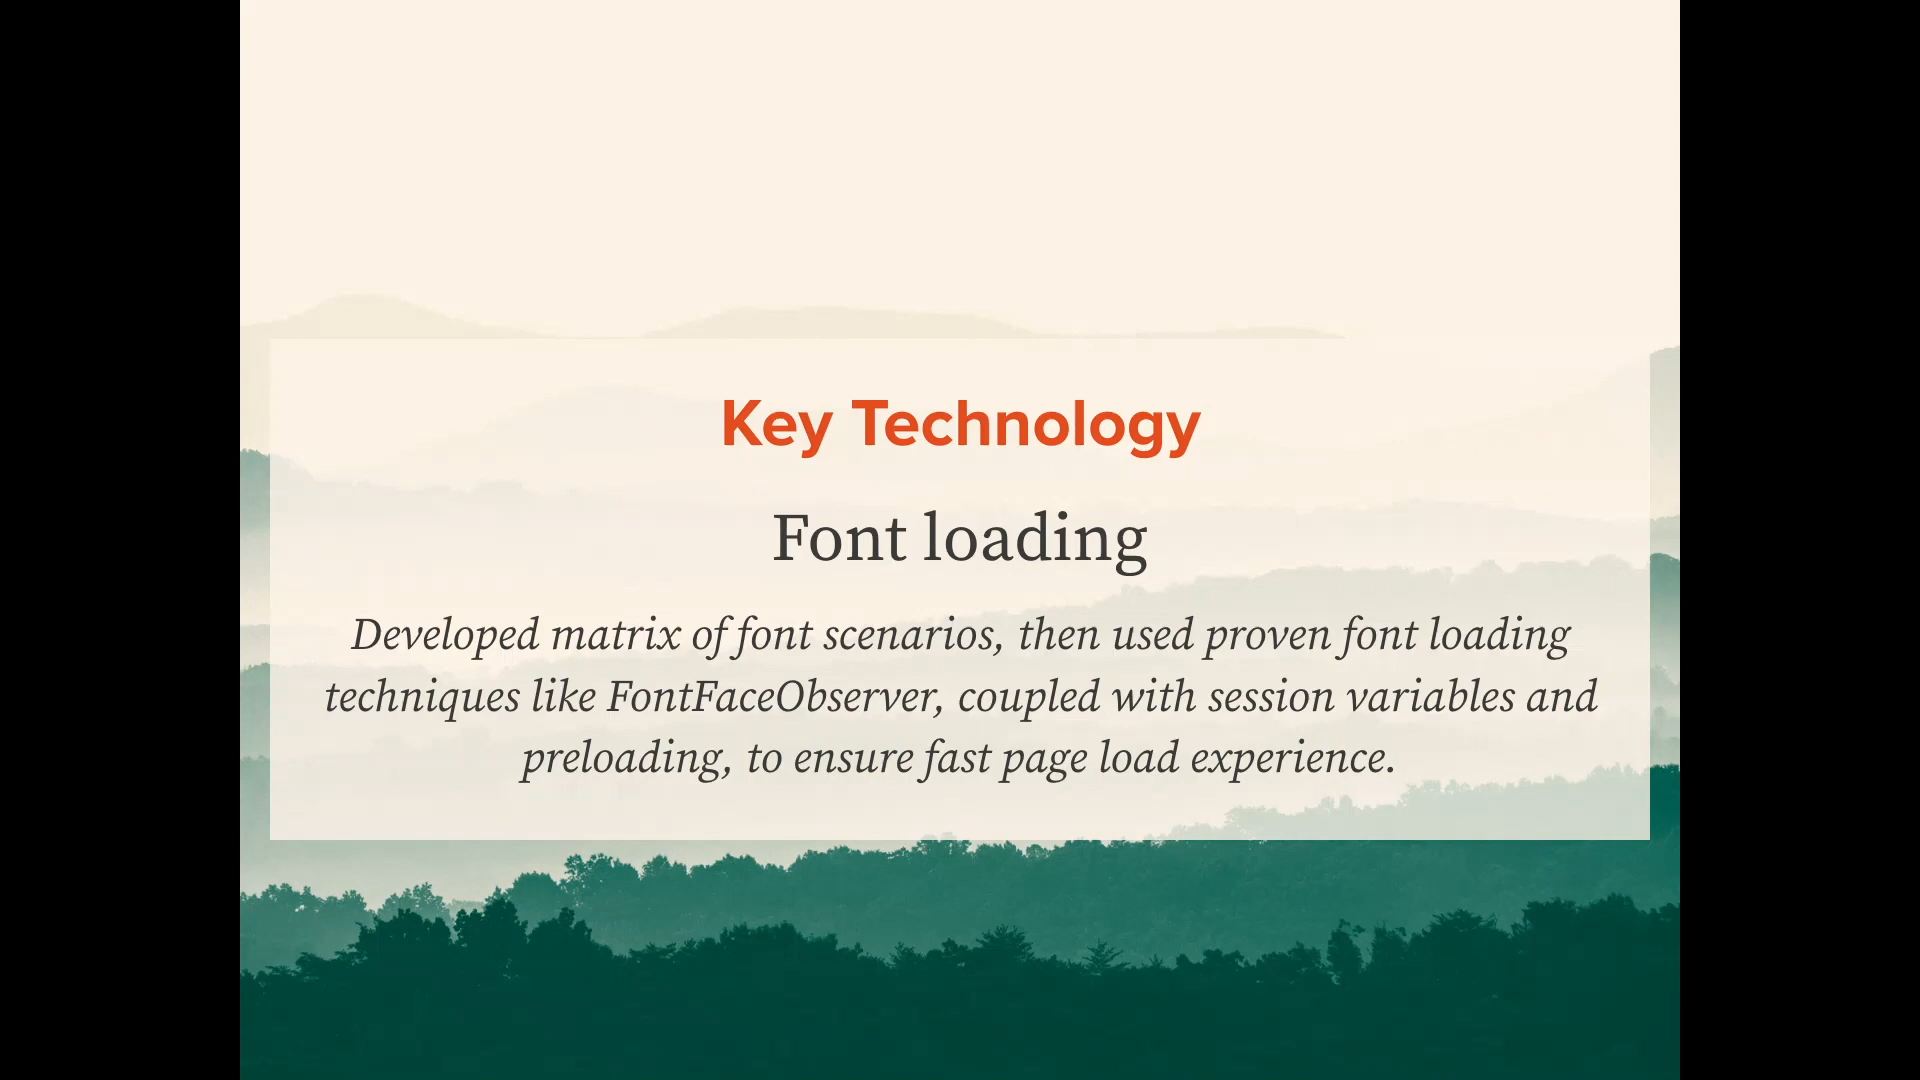 Key Technology
Font loading
Developed matrix of font scenarios, then used proven font loading
techniques like FontFaceObserver, coupled with session variables and
preloading, to ensure fast page load experience.